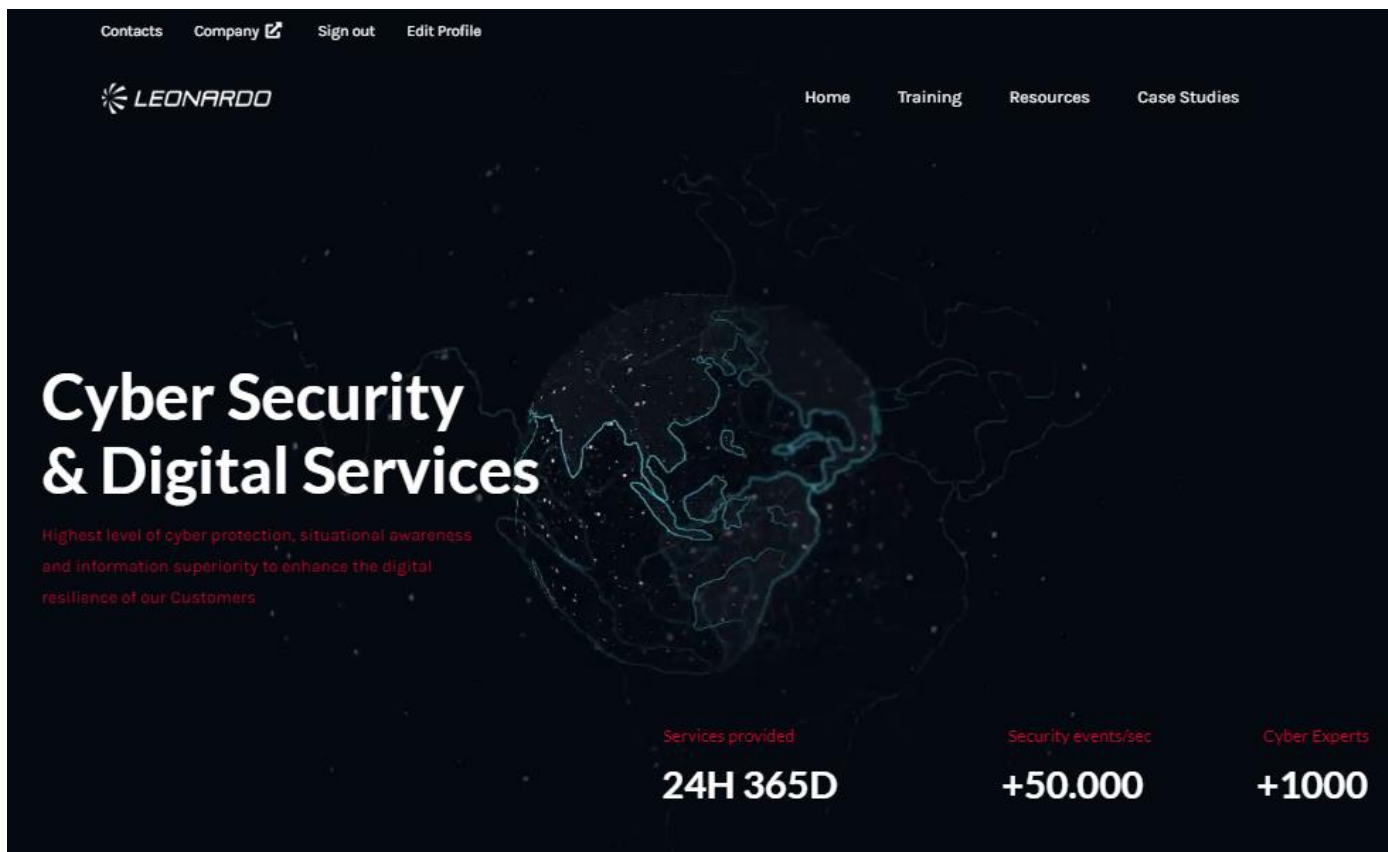 Contacts Company Sign out Edit Profile
LEONARDO
Home Training Resources Case Studies
Cyber Security
& Digital Services
Highest level of cyber protection, situational awareness
and information superiority to enhance the digital
resilience of our Customers
Services provided Security events/sec Cyber Experts
24H 365D +50.000 +1000